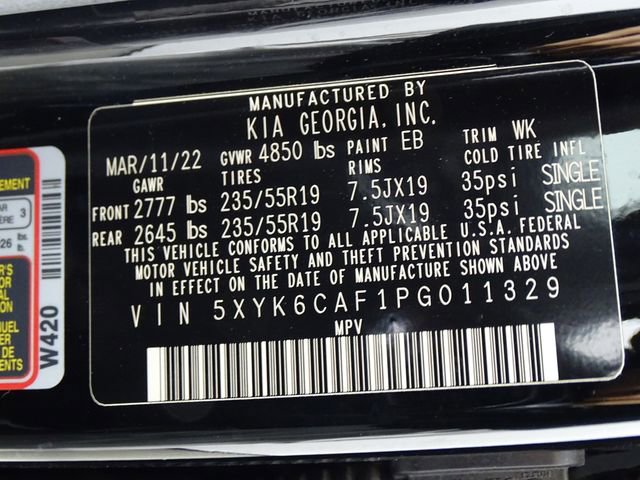 MANUFACTURED BY
KIA GEORGIA, INC.
MAR/11/22 GVWR 4850 lbs PAINT EB TRIM WK
GAWR TIRES RIMS COLD TIRE INFL
FRONT 2777 lbs 235/55R19 7.5JX19 35psi SINGLE
REAR 2645 lbs 235/55R19 7.5JX19 35psi SINGLE
THIS VEHICLE CONFORMS TO ALL APPLICABLE U.S.A. FEDERAL
MOTOR VEHICLE SAFETY AND THEFT PREVENTION STANDARDS
IN EFFECT ON THE DATE OF MANUFACTURE SHOWN ABOVE
VIN 5XYK6CAF1PG011329
MPV
W420
3
26 lbs.